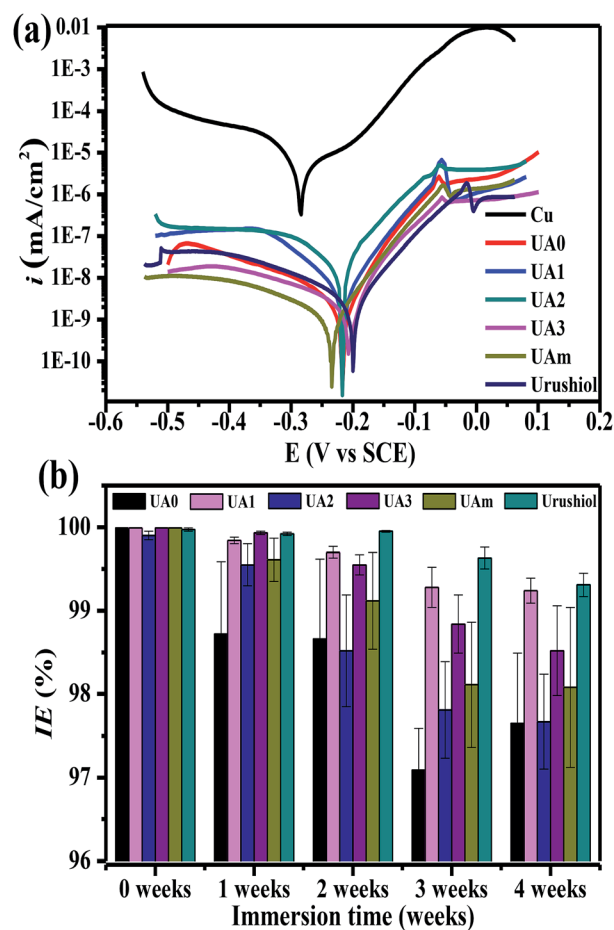 (a)
0.01
1E-3
1E-4
1E-5
1E-6
1E-7
1E-8
1E-9
1E-10
i (mA/cm²)
Cu
UA0
UA1
UA2
UA3
UAm
Urushiol
-0.6 -0.5 -0.4 -0.3 -0.2 -0.1 0.0 0.1 0.2
E (V vs SCE)
(b)
UA0 UA1 UA2 UA3 UAm Urushiol
100
99
98
97
96
IE (%)
0 weeks 1 weeks 2 weeks 3 weeks 4 weeks
Immersion time (weeks)